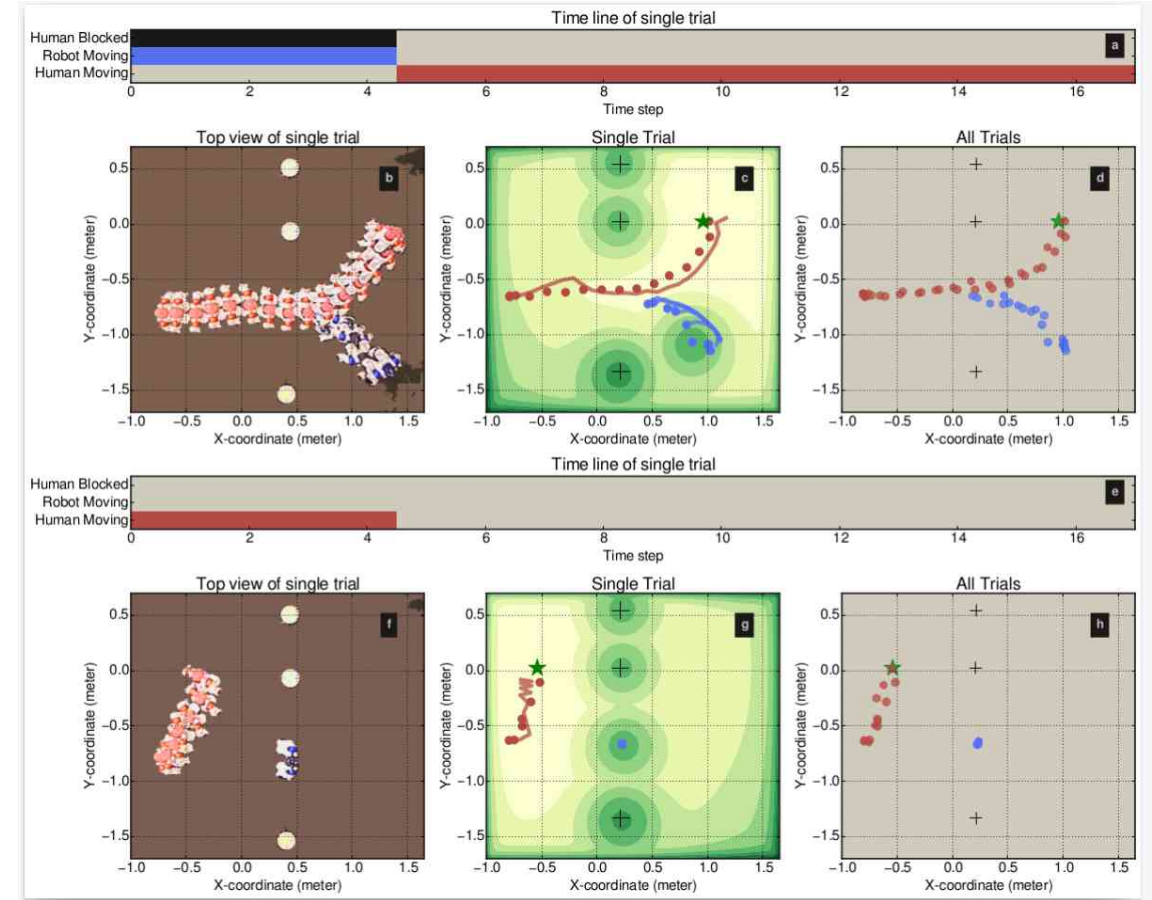 Time line of single trial
Human Blocked
Robot Moving
Human Moving
a
0 2 4 6 8 10 12 14 16
Time step
Top view of single trial
Single Trial
All Trials
b
c
d
0.5
0.0
−0.5
−1.0
−1.5
Y-coordinate (meter)
−1.0 −0.5 0.0 0.5 1.0 1.5
X-coordinate (meter)
0.5
0.0
−0.5
−1.0
−1.5
Y-coordinate (meter)
−1.0 −0.5 0.0 0.5 1.0 1.5
X-coordinate (meter)
0.5
0.0
−0.5
−1.0
−1.5
Y-coordinate (meter)
−1.0 −0.5 0.0 0.5 1.0 1.5
X-coordinate (meter)
Time line of single trial
Human Blocked
Robot Moving
Human Moving
e
0 2 4 6 8 10 12 14 16
Time step
Top view of single trial
Single Trial
All Trials
f
g
h
0.5
0.0
−0.5
−1.0
−1.5
Y-coordinate (meter)
−1.0 −0.5 0.0 0.5 1.0 1.5
X-coordinate (meter)
0.5
0.0
−0.5
−1.0
−1.5
Y-coordinate (meter)
−1.0 −0.5 0.0 0.5 1.0 1.5
X-coordinate (meter)
0.5
0.0
−0.5
−1.0
−1.5
Y-coordinate (meter)
−1.0 −0.5 0.0 0.5 1.0 1.5
X-coordinate (meter)